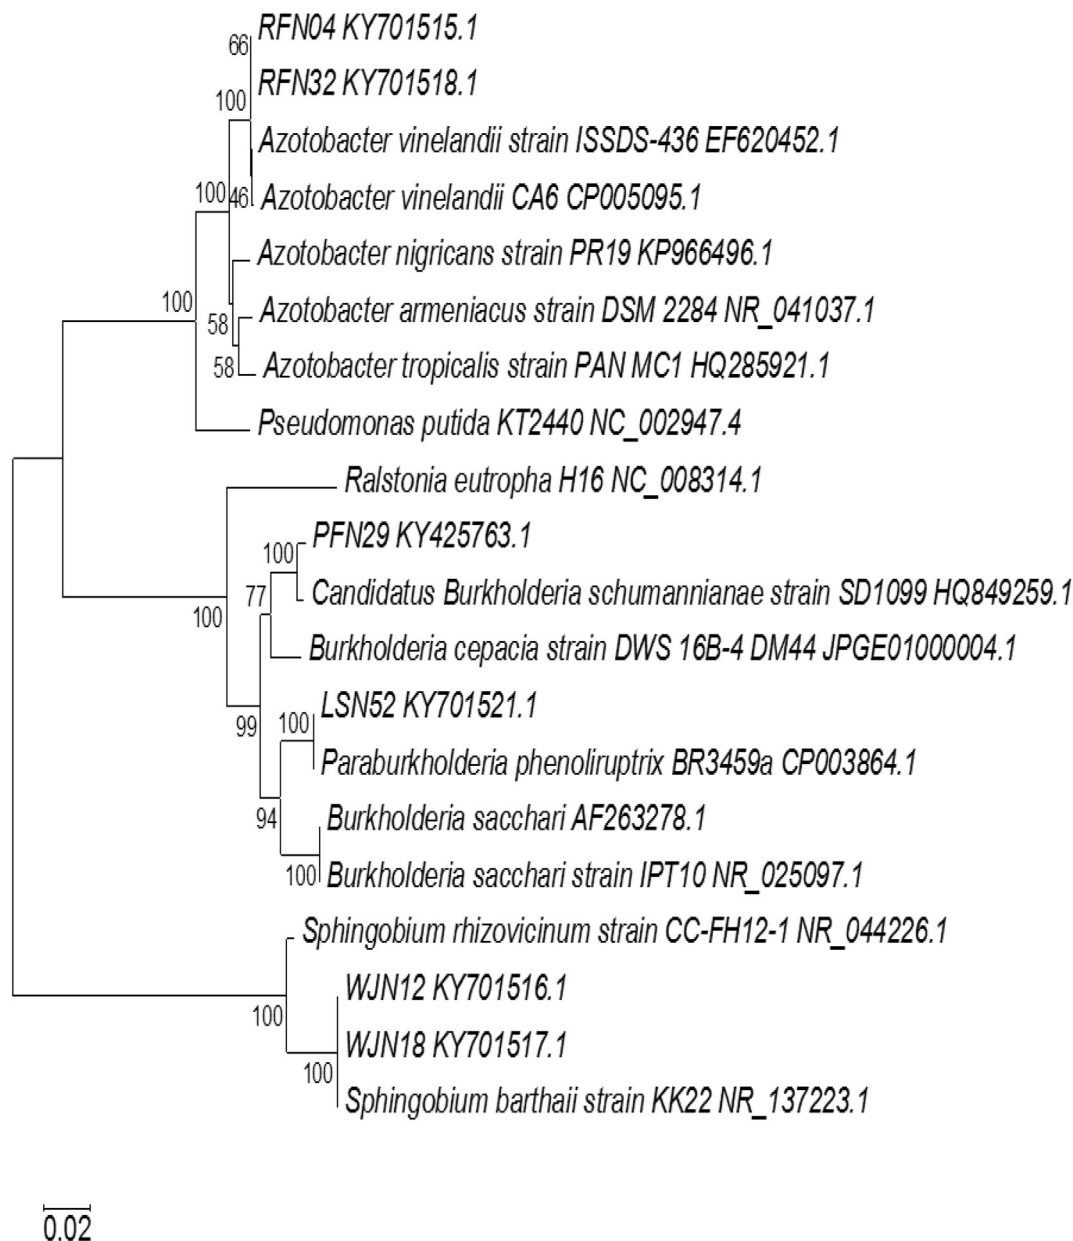 RFN04 KY701515.1
66
RFN32 KY701518.1
100
Azotobacter vinelandii strain ISSDS-436 EF620452.1
100 46 Azotobacter vinelandii CA6 CP005095.1
Azotobacter nigricans strain PR19 KP966496.1
100
Azotobacter armeniacus strain DSM 2284 NR_041037.1
58
58 Azotobacter tropicalis strain PAN MC1 HQ285921.1
Pseudomonas putida KT2440 NC_002947.4
Ralstonia eutropha H16 NC_008314.1
PFN29 KY425763.1
100
77 Candidatus Burkholderia schumannianae strain SD1099 HQ849259.1
100
Burkholderia cepacia strain DWS 16B-4 DM44 JPGE01000004.1
LSN52 KY701521.1
99 100
Paraburkholderia phenoliruptrix BR3459a CP003864.1
94 Burkholderia sacchari AF263278.1
100 Burkholderia sacchari strain IPT10 NR_025097.1
Sphingobium rhizovicinum strain CC-FH12-1 NR_044226.1
WJN12 KY701516.1
100
WJN18 KY701517.1
100
Sphingobium barthaii strain KK22 NR_137223.1
0.02